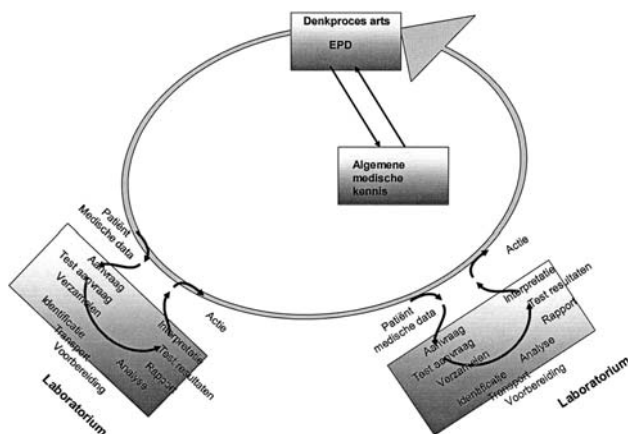 Denkproces arts
EPD
Algemene
medische
kennis
Patiënt
Medische data
Aanvraag
Test aanvraag
Verzamelen
Identificatie
Transport
Voorbereiding
Analyse
Rapport
Test resultaten
Interpretatie
Actie
Laboratorium
Patiënt
medische data
Aanvraag
Test aanvraag
Verzamelen
Identificatie
Transport
Voorbereiding
Analyse
Rapport
Test resultaten
Interpretatie
Actie
Laboratorium